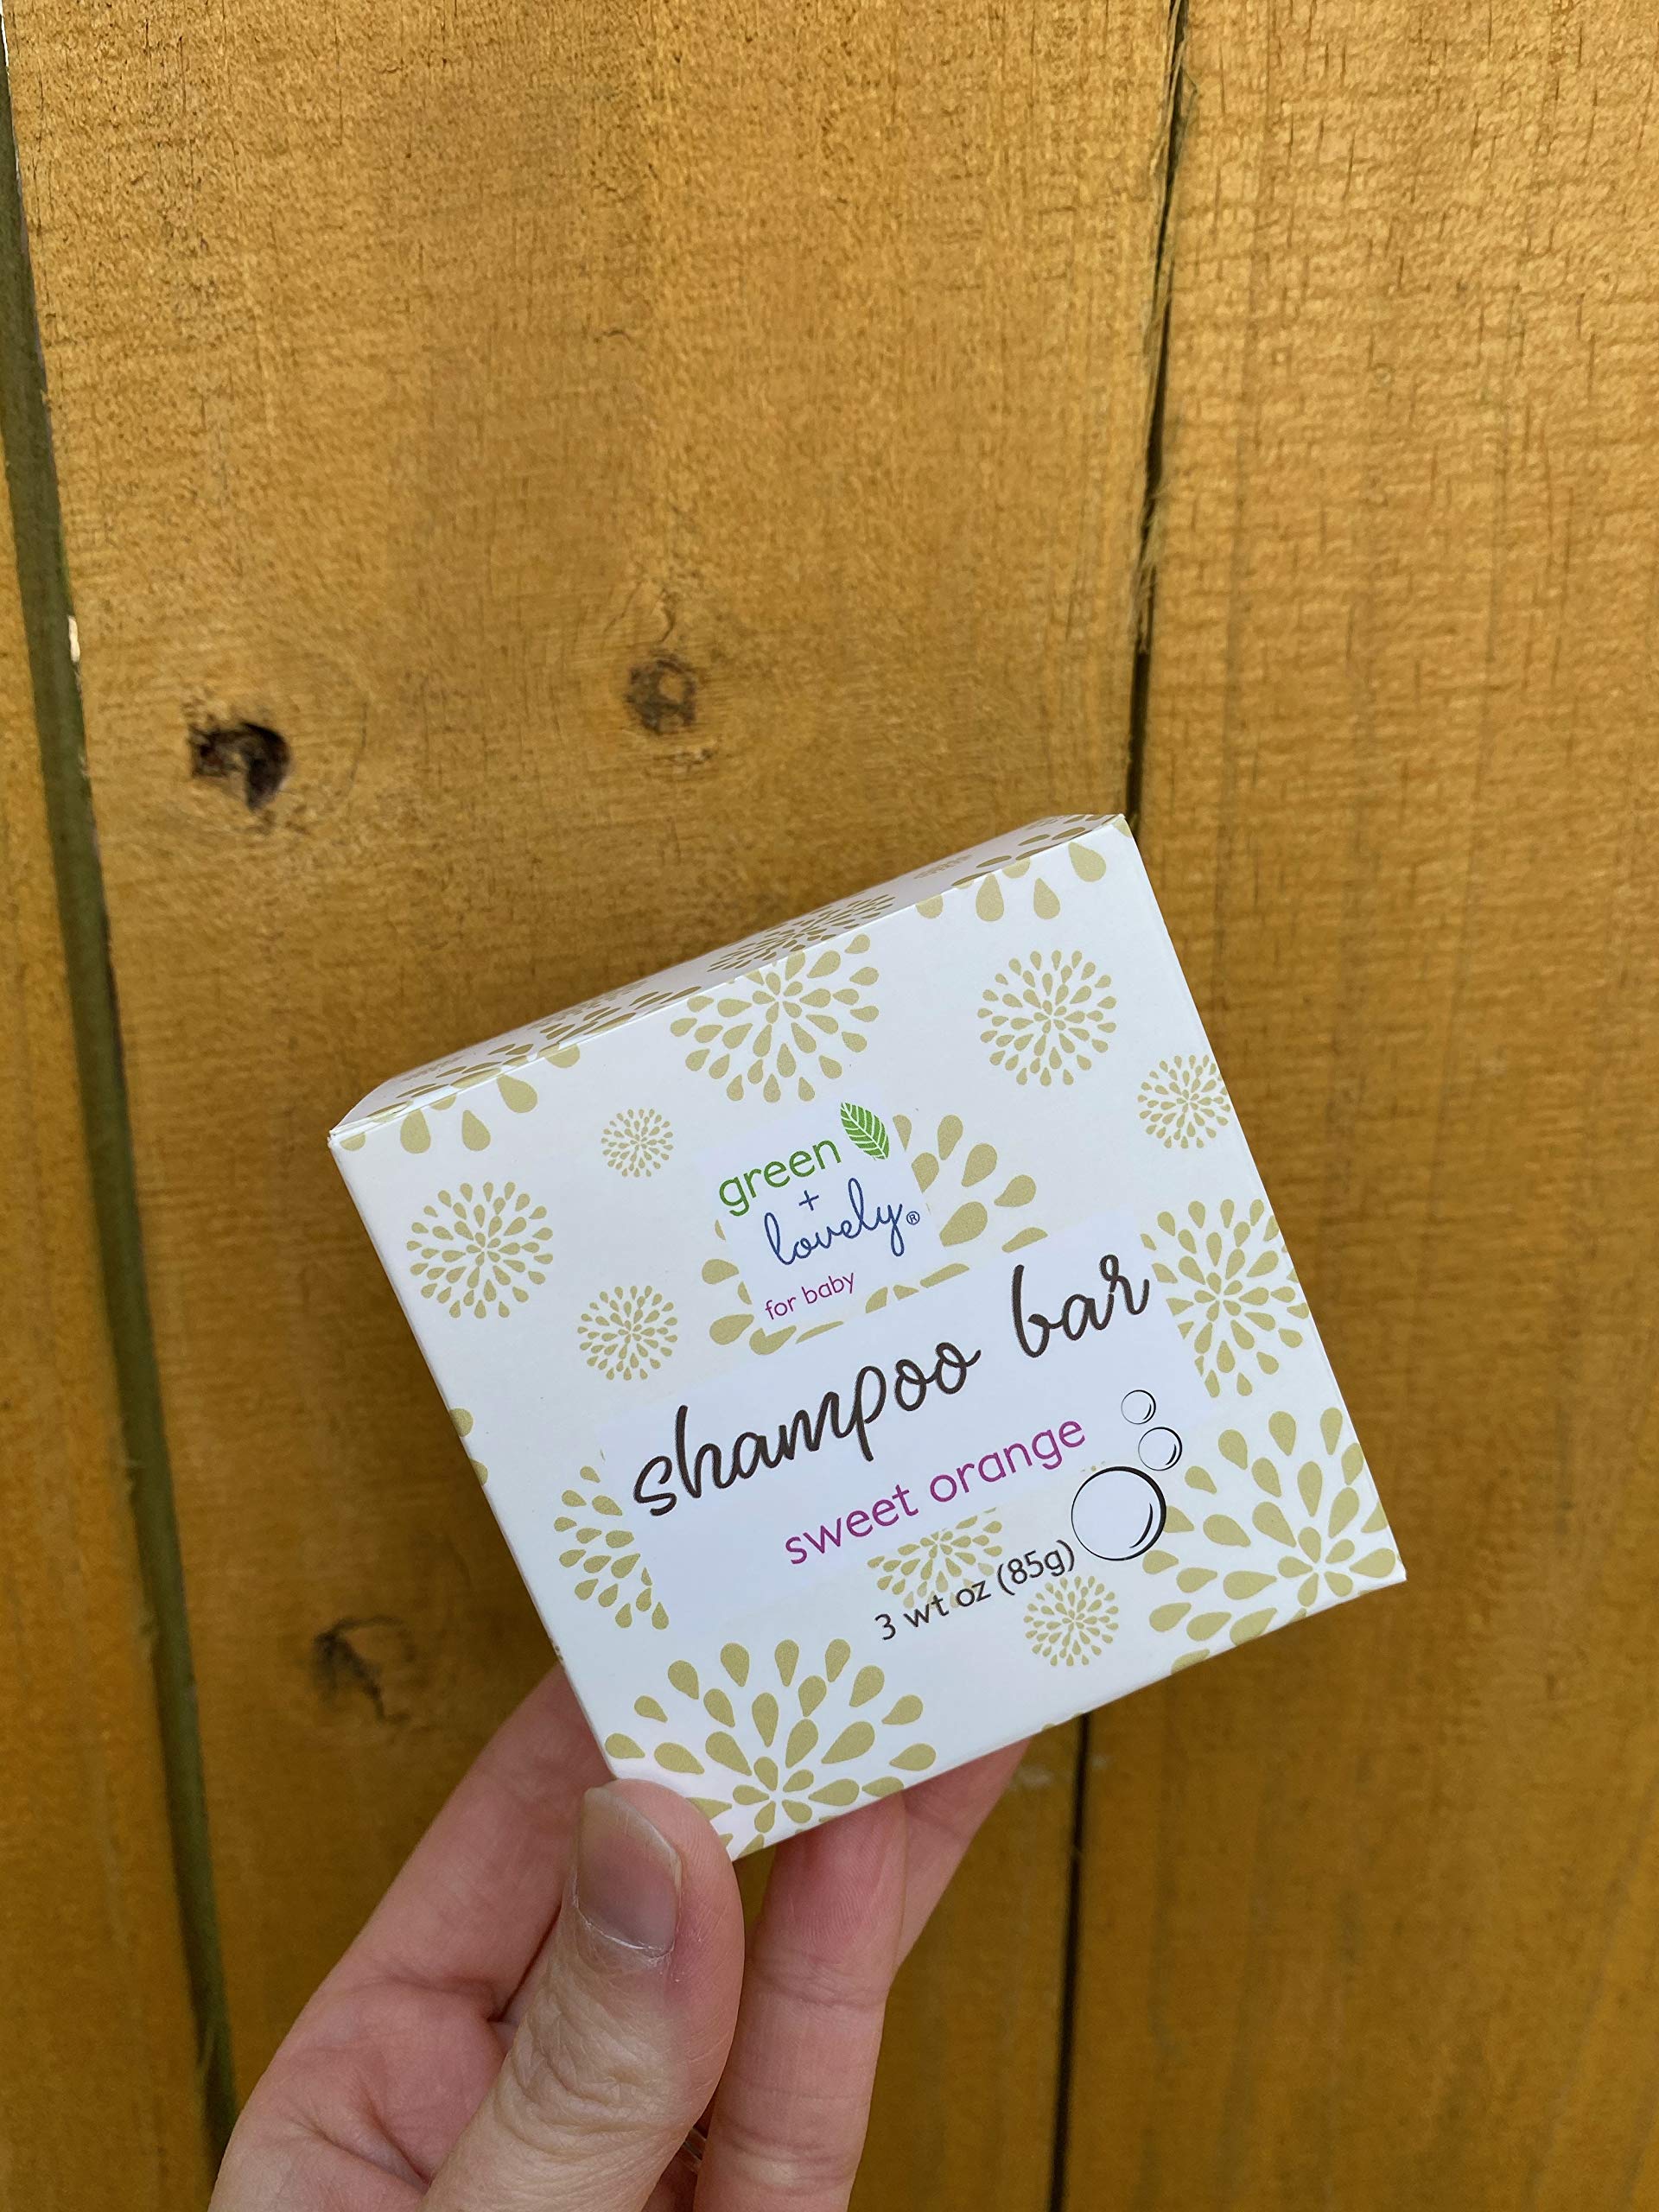 green
+
lovely®
for baby
shampoo bar
sweet orange
3 wt oz (85g)